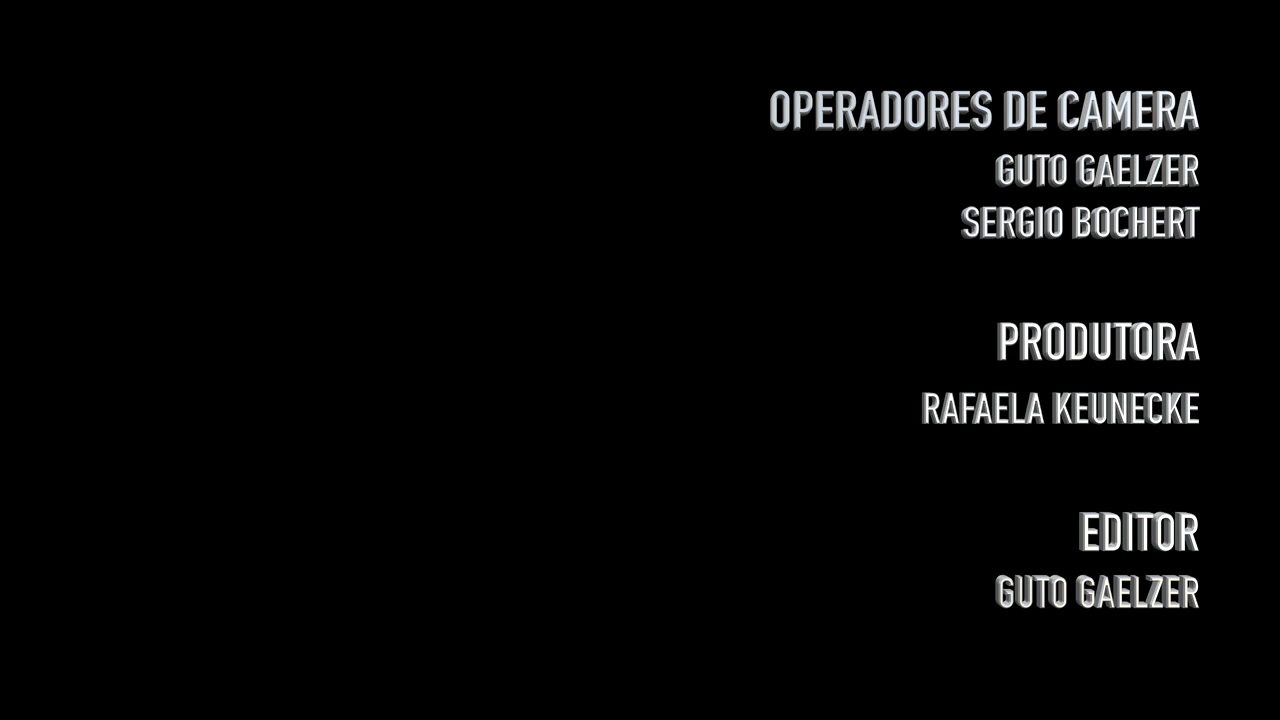 OPERADORES DE CAMERA
GUTO GAELZER
SERGIO BOCHERT
PRODUTORA
RAFAELA KEUNECKE
EDITOR
GUTO GAELZER